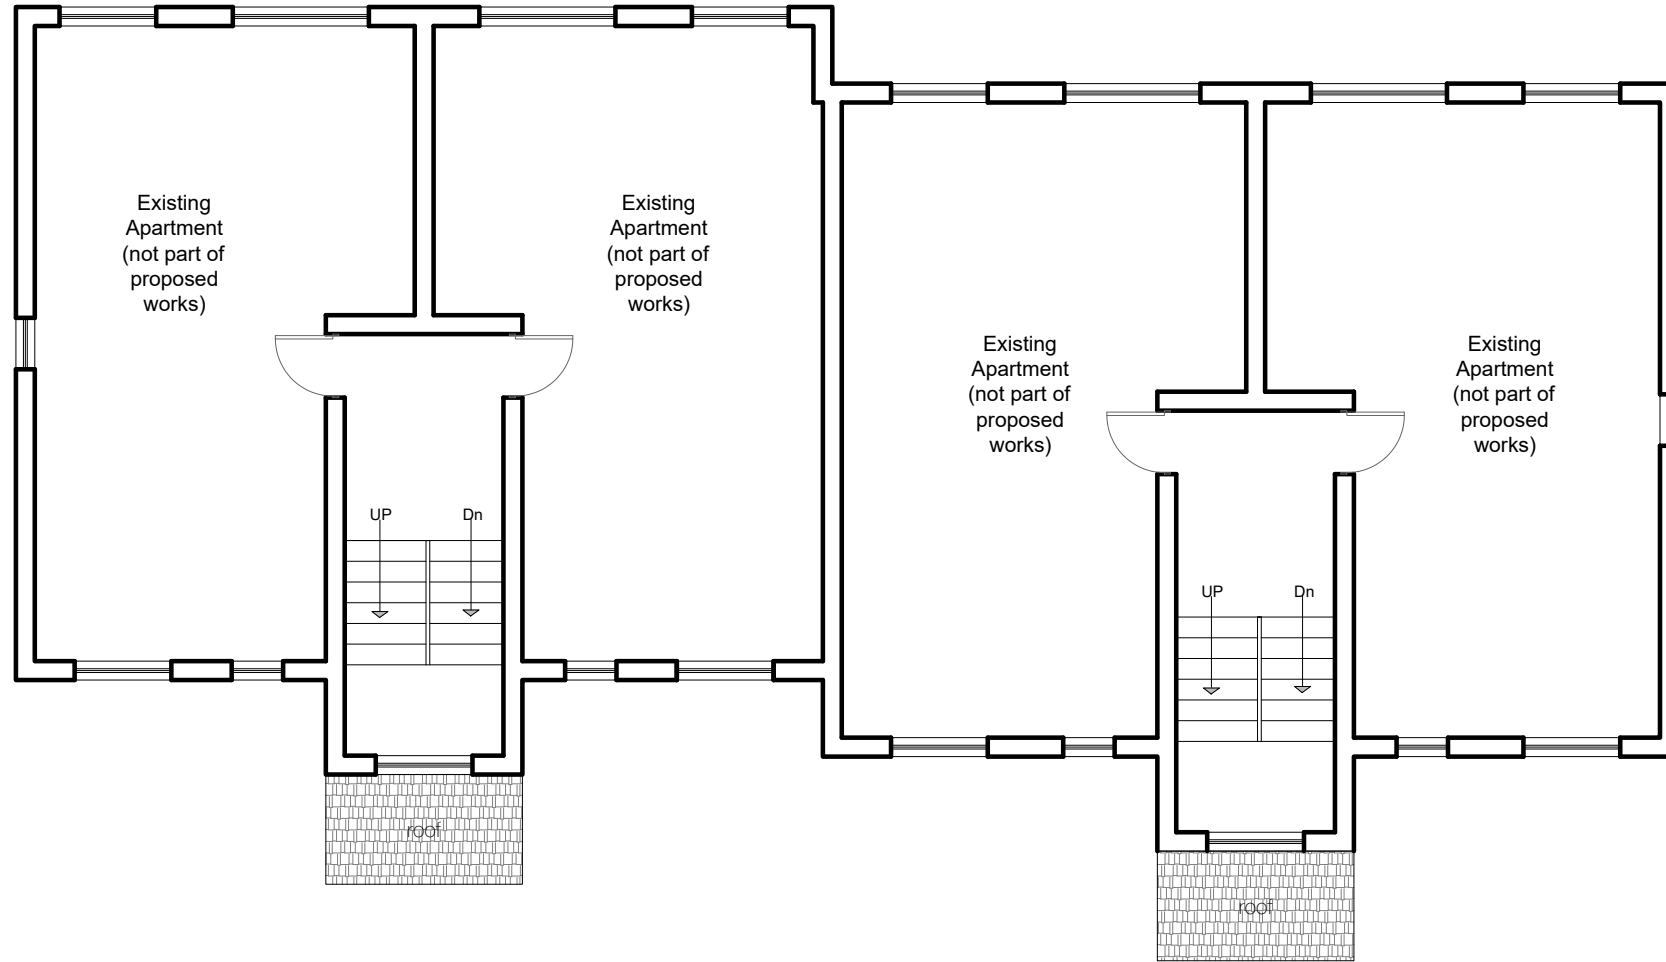 Existing
Apartment
(not part of
proposed
works)
Existing
Apartment
(not part of
proposed
works)
Existing
Apartment
(not part of
proposed
works)
Existing
Apartment
(not part of
proposed
works)
UP
Dn
UP
Dn
roof
roof